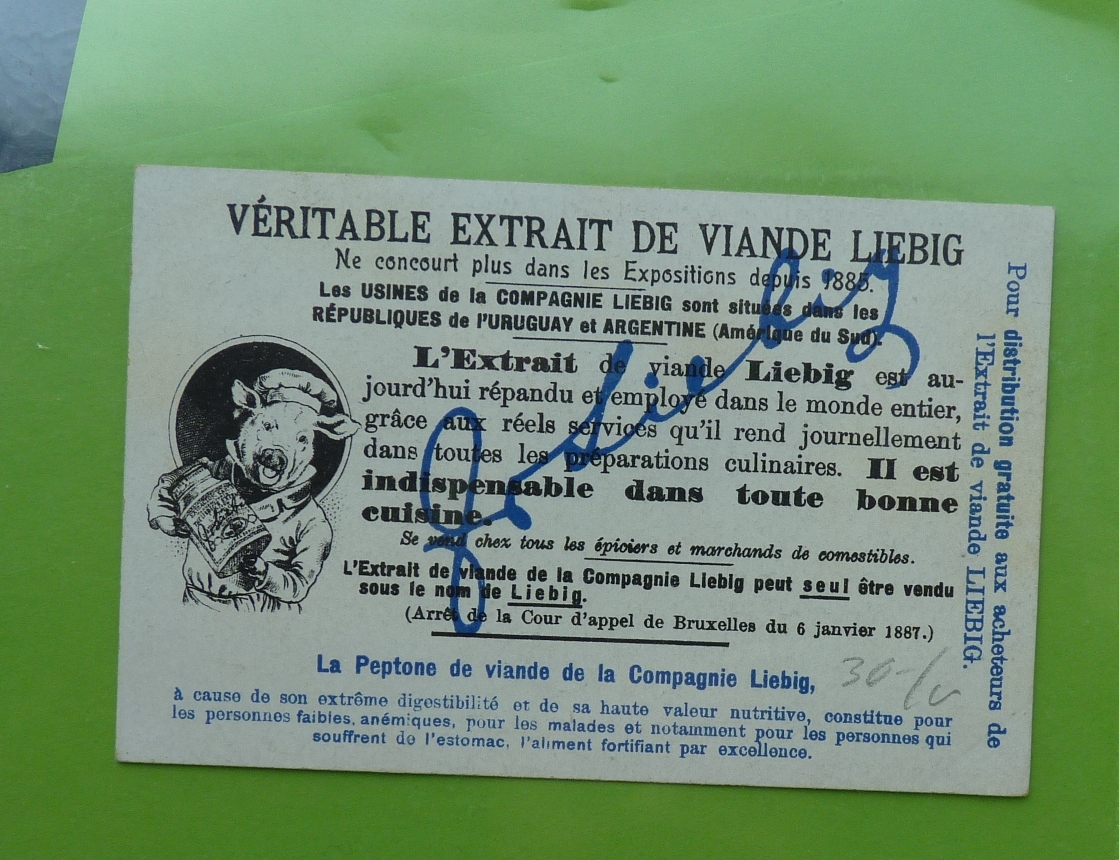 VÉRITABLE EXTRAIT DE VIANDE LIEBIG
Ne concourt plus dans les Expositions depuis 1885.
Les USINES de la COMPAGNIE LIEBIG sont situées dans les
RÉPUBLIQUES de l'URUGUAY et ARGENTINE (Amérique du Sud).
L'Extrait de viande Liebig est au-
jourd'hui répandu et employé dans le monde entier,
grâce aux réels services qu'il rend journellement
dans toutes les préparations culinaires. Il est
indispensable dans toute bonne
cuisine.
Se vend chez tous les épiciers et marchands de comestibles.
L'Extrait de viande de la Compagnie Liebig peut seul être vendu
sous le nom de Liebig.
(Arrêt de la Cour d'appel de Bruxelles du 6 janvier 1887.)
La Peptone de viande de la Compagnie Liebig,
à cause de son extrême digestibilité et de sa haute valeur nutritive, constitue pour
les personnes faibles, anémiques, pour les malades et notamment pour les personnes qui
souffrent de l'estomac, l'aliment fortifiant par excellence.
Pour distribution gratuite aux acheteurs de
l'Extrait de viande LIEBIG.
Liebig